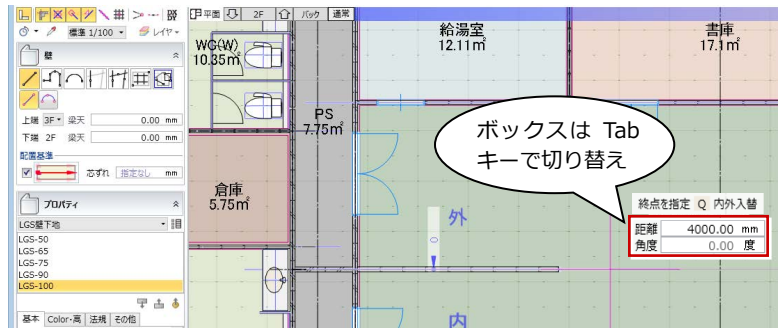 標準 1/100
レイヤ
平面
2F
バック
通常
壁
上端 3F 梁天 0.00 mm
下端 2F 梁天 0.00 mm
配置基準
芯ずれ 指定なし mm
プロパティ
LGS壁下地
LGS-50
LGS-65
LGS-75
LGS-90
LGS-100
基本 Color・高 法規 その他
WC(W)
10.35㎡
給湯室
12.11㎡
書庫
17.1㎡
PS
7.75㎡
倉庫
5.75㎡
外
0
内
ボックスは Tab
キーで切り替え
終点を指定 Q 内外入替
距離 4000.00 mm
角度 0.00 度